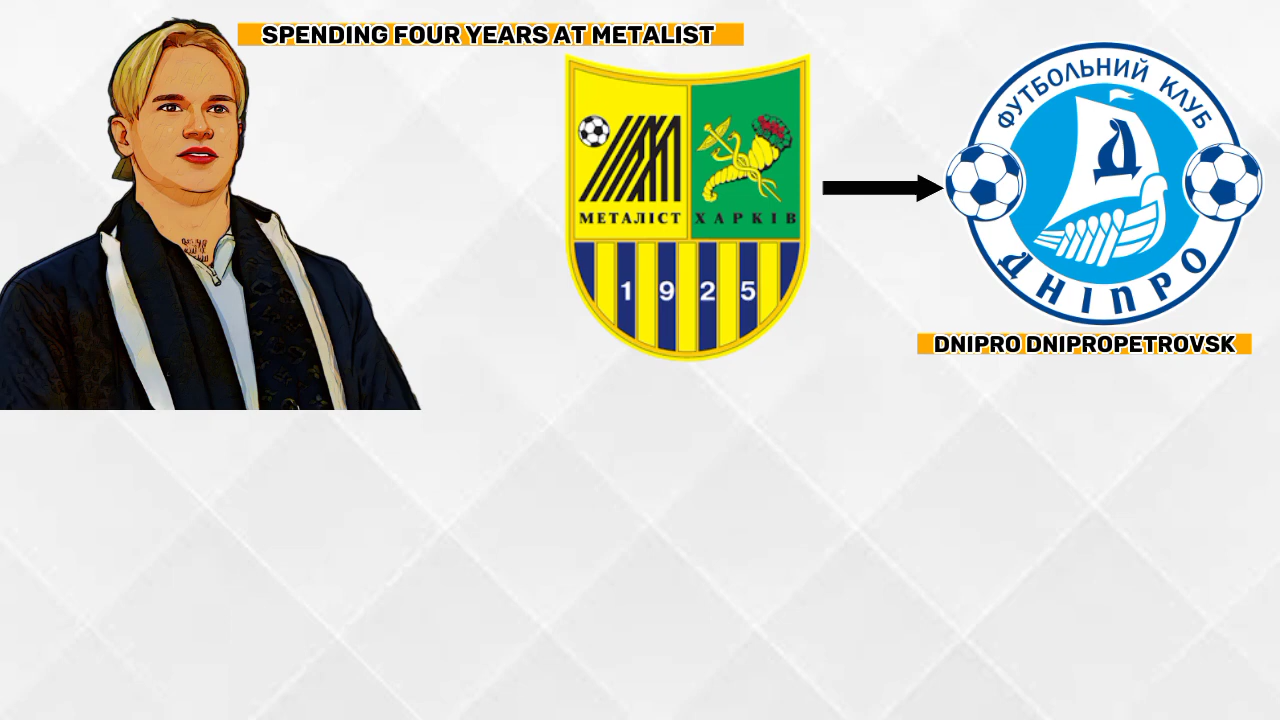 SPENDING FOUR YEARS AT METALIST
МЕТАЛІСТ ХАРКІВ
1925
ФУТБОЛЬНИЙ КЛУБ
Д
ДНІПРО
DNIPRO DNIPROPETROVSK